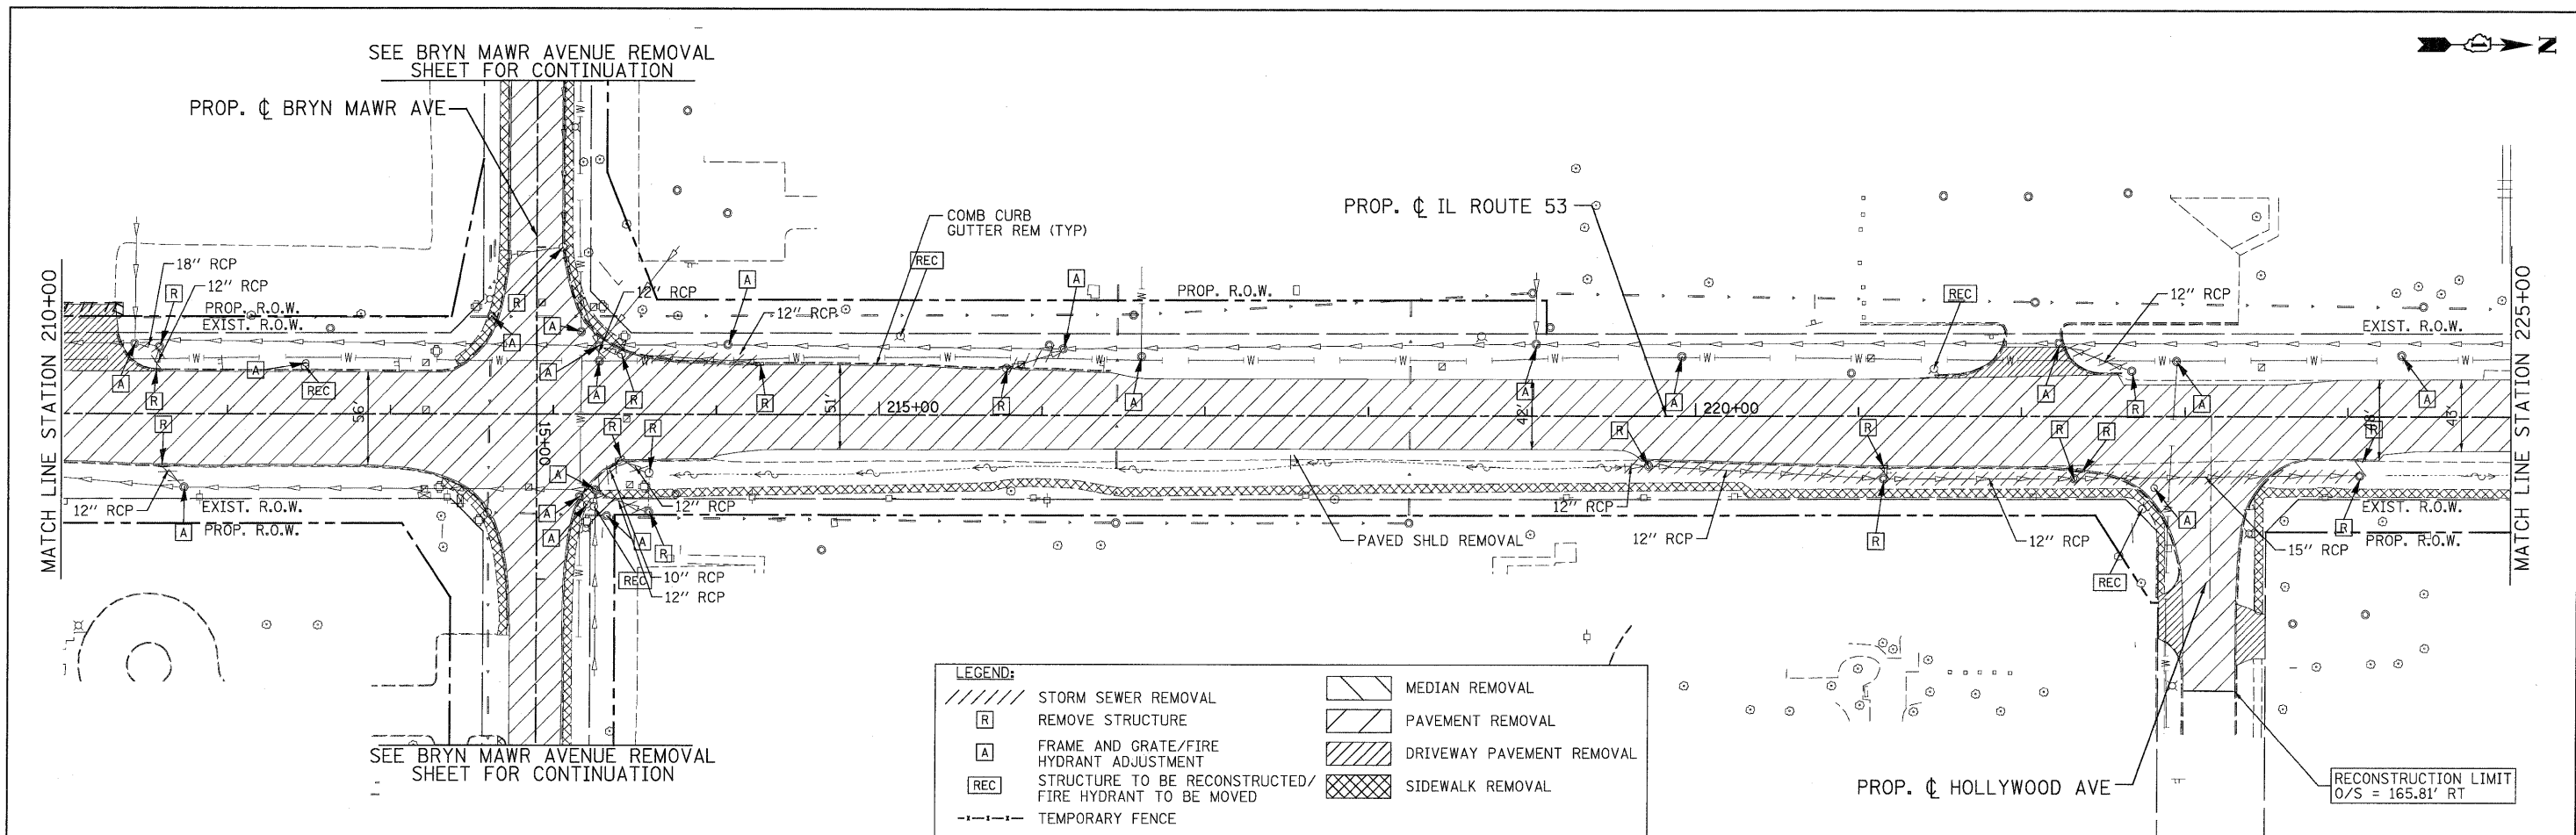 SEE BRYN MAWR AVENUE REMOVAL
SHEET FOR CONTINUATION
N
PROP. ℄ BRYN MAWR AVE
PROP. ℄ IL ROUTE 53
COMB CURB
GUTTER REM (TYP)
MATCH LINE STATION 210+00
MATCH LINE STATION 225+00
18" RCP
12" RCP
R
PROP. R.O.W.
EXIST. R.O.W.
R
A
12" RCP
A
REC
PROP. R.O.W.
12" RCP
A
REC
12" RCP
EXIST. R.O.W.
A
R
A
REC
A
A
R
R
R
A
A
A
A
R
A
A
56'
51'
215+00
42'
220+00
48'
43'
15+00
R
R
R
R
R
R
R
R
12" RCP
EXIST. R.O.W.
PROP. R.O.W.
A
A
A
A
R
REC
12" RCP
10" RCP
12" RCP
PAVED SHLD REMOVAL
12" RCP
12" RCP
R
12" RCP
A
REC
15" RCP
R
EXIST. R.O.W.
PROP. R.O.W.
W W W W W W W W W W W W
SEE BRYN MAWR AVENUE REMOVAL
SHEET FOR CONTINUATION
LEGEND:
STORM SEWER REMOVAL
R REMOVE STRUCTURE
A FRAME AND GRATE/FIRE
HYDRANT ADJUSTMENT
REC STRUCTURE TO BE RECONSTRUCTED/
FIRE HYDRANT TO BE MOVED
TEMPORARY FENCE
MEDIAN REMOVAL
PAVEMENT REMOVAL
DRIVEWAY PAVEMENT REMOVAL
SIDEWALK REMOVAL
PROP. ℄ HOLLYWOOD AVE
RECONSTRUCTION LIMIT
O/S = 165.81' RT